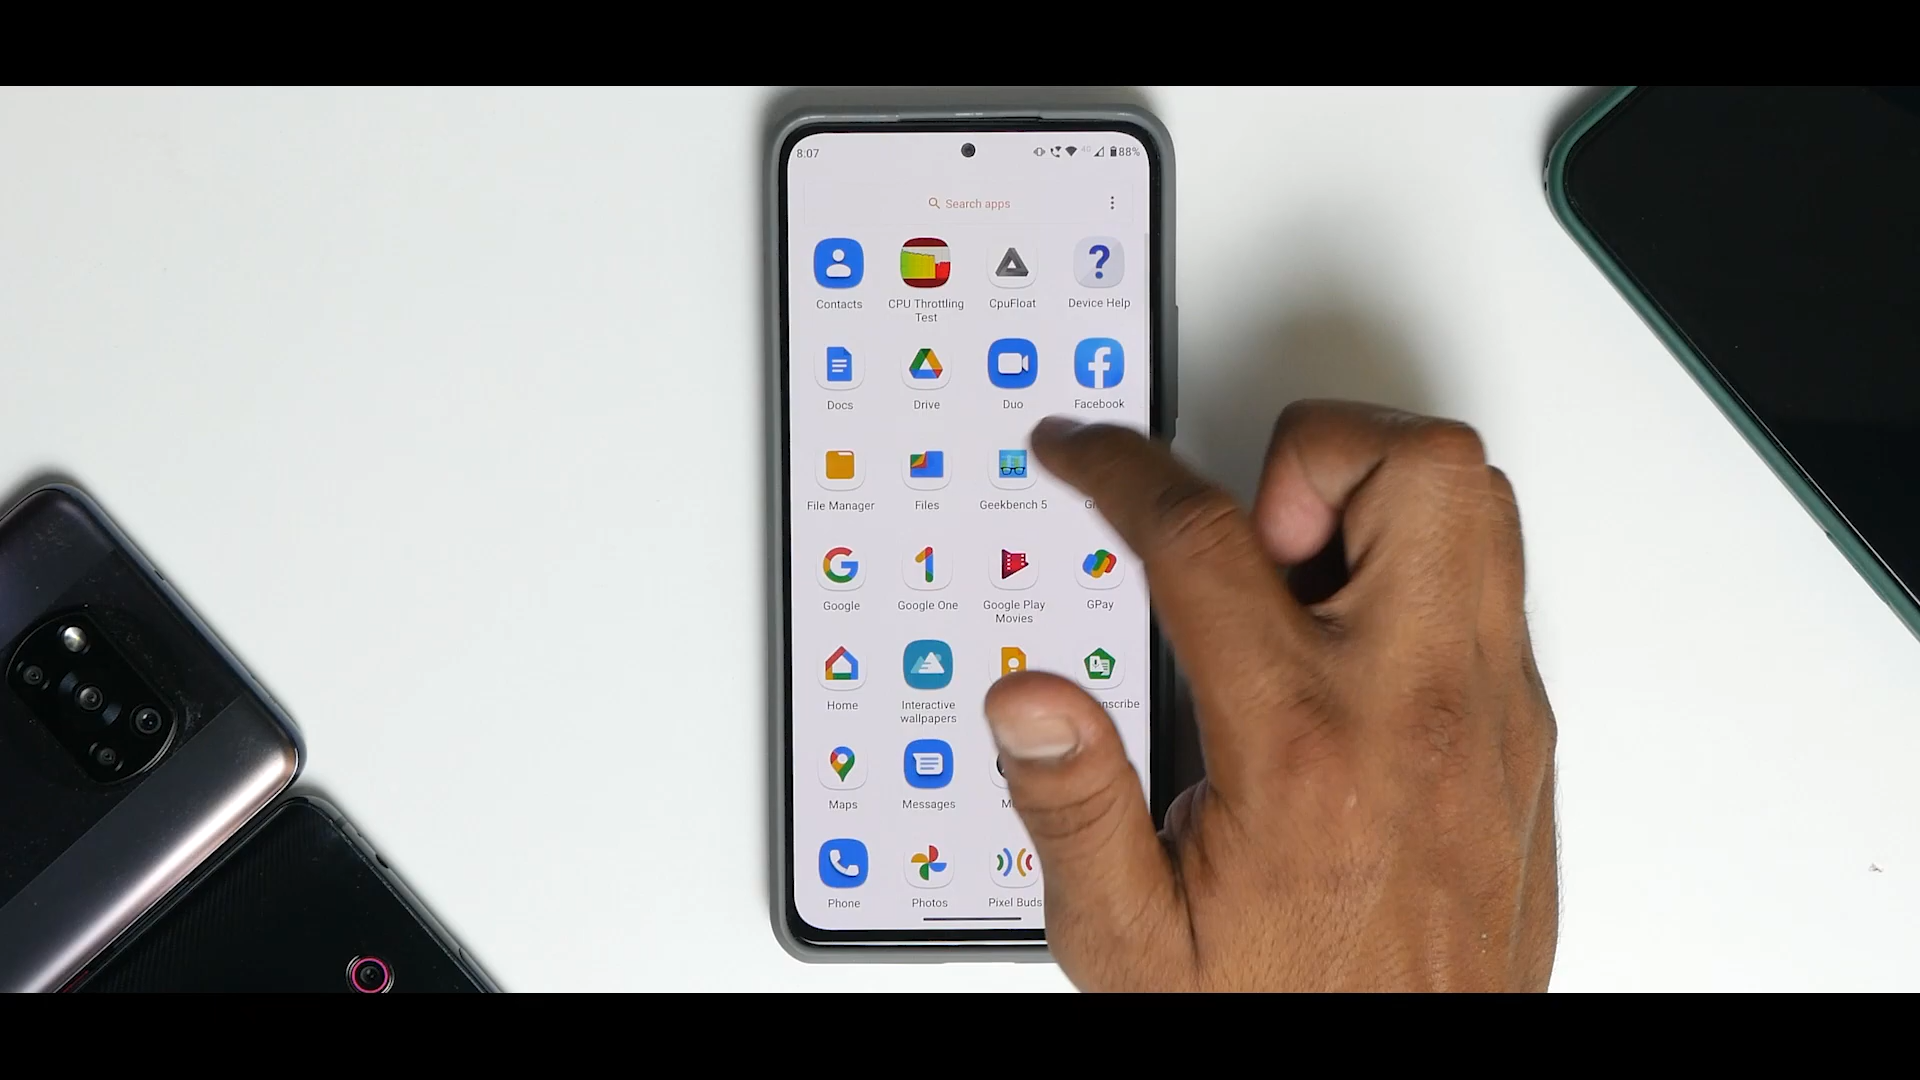 8:07
4G
88%
Search apps
Contacts
CPU Throttling
Test
CpuFloat
Device Help
?
Docs
Drive
Duo
Facebook
File Manager
Files
Geekbench 5
Google
Google One
Google Play
Movies
GPay
Home
Interactive
wallpapers
Maps
Messages
Phone
Photos
Pixel Buds